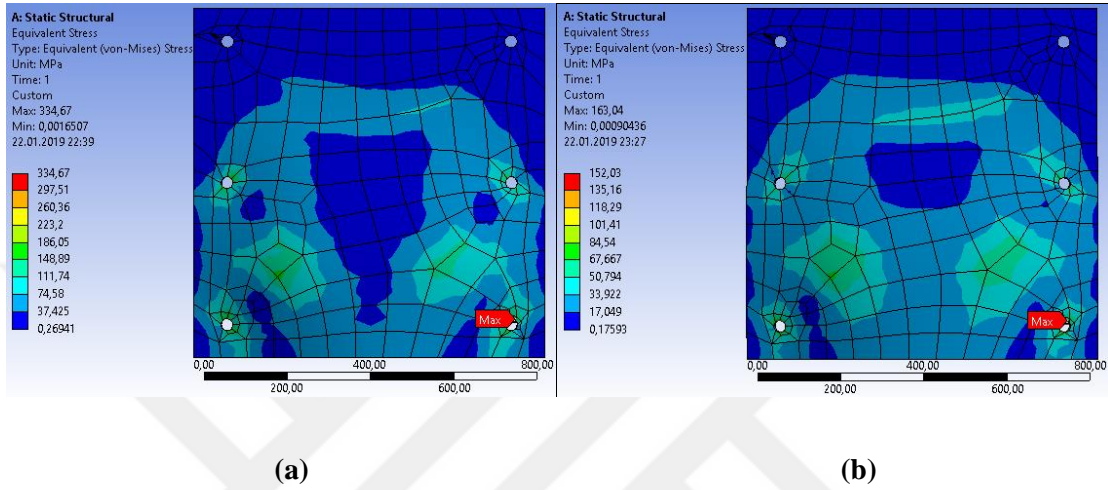 A: Static Structural
Equivalent Stress
Type: Equivalent (von-Mises) Stress
Unit: MPa
Time: 1
Custom
Max: 334,67
Min: 0,0016507
22.01.2019 22:39
334,67
297,51
260,36
223,2
186,05
148,89
111,74
74,58
37,425
0,26941
Max
0,00 400,00 800,00
200,00 600,00
(a)
A: Static Structural
Equivalent Stress
Type: Equivalent (von-Mises) Stress
Unit: MPa
Time: 1
Custom
Max: 163,04
Min: 0,00090436
22.01.2019 23:27
152,03
135,16
118,29
101,41
84,54
67,667
50,794
33,922
17,049
0,17593
Max
0,00 400,00 800,00
200,00 600,00
(b)